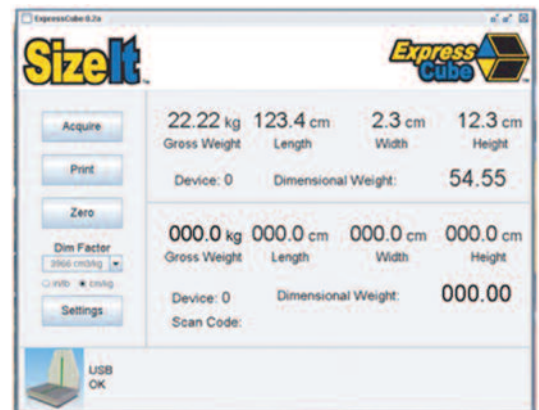 ExpressCube 0.2a
SizeIt
Express
Cube
Acquire
Print
Zero
Dim Factor
in/lb cm/kg
Settings
22.22 kg 123.4 cm 2.3 cm 12.3 cm
Gross Weight Length Width Height
Device: 0 Dimensional Weight: 54.55
000.0 kg 000.0 cm 000.0 cm 000.0 cm
Gross Weight Length Width Height
Device: 0 Dimensional Weight: 000.00
Scan Code:
USB
OK